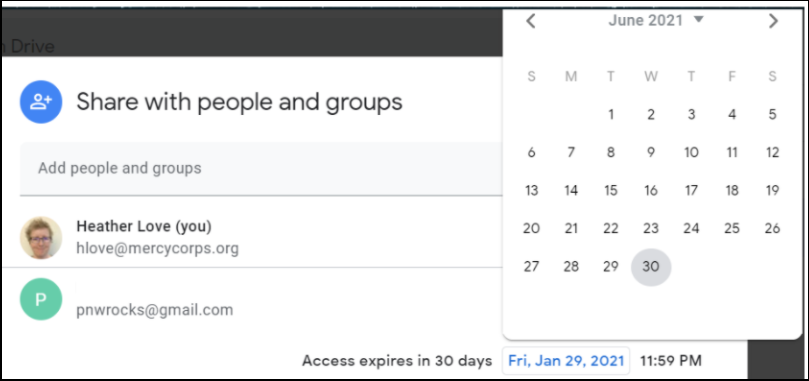 n Drive
June 2021
S M T W T F S
1 2 3 4 5
6 7 8 9 10 11 12
13 14 15 16 17 18 19
20 21 22 23 24 25 26
27 28 29 30
Share with people and groups
Add people and groups
Heather Love (you)
hlove@mercycorps.org
P
pnwrocks@gmail.com
Access expires in 30 days Fri, Jan 29, 2021 11:59 PM